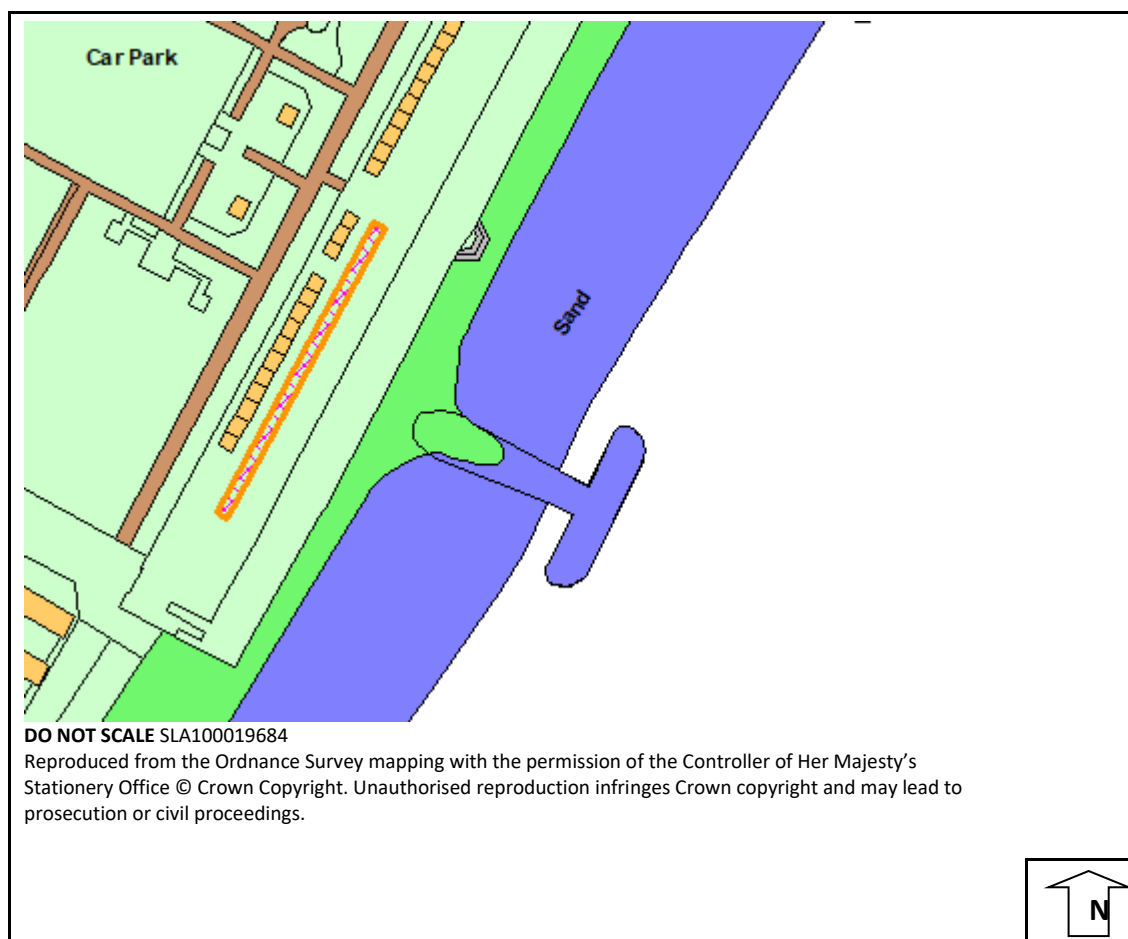 Car Park
Sand
DO NOT SCALE SLA100019684
Reproduced from the Ordnance Survey mapping with the permission of the Controller of Her Majesty’s
Stationery Office © Crown Copyright. Unauthorised reproduction infringes Crown copyright and may lead to
prosecution or civil proceedings.
N